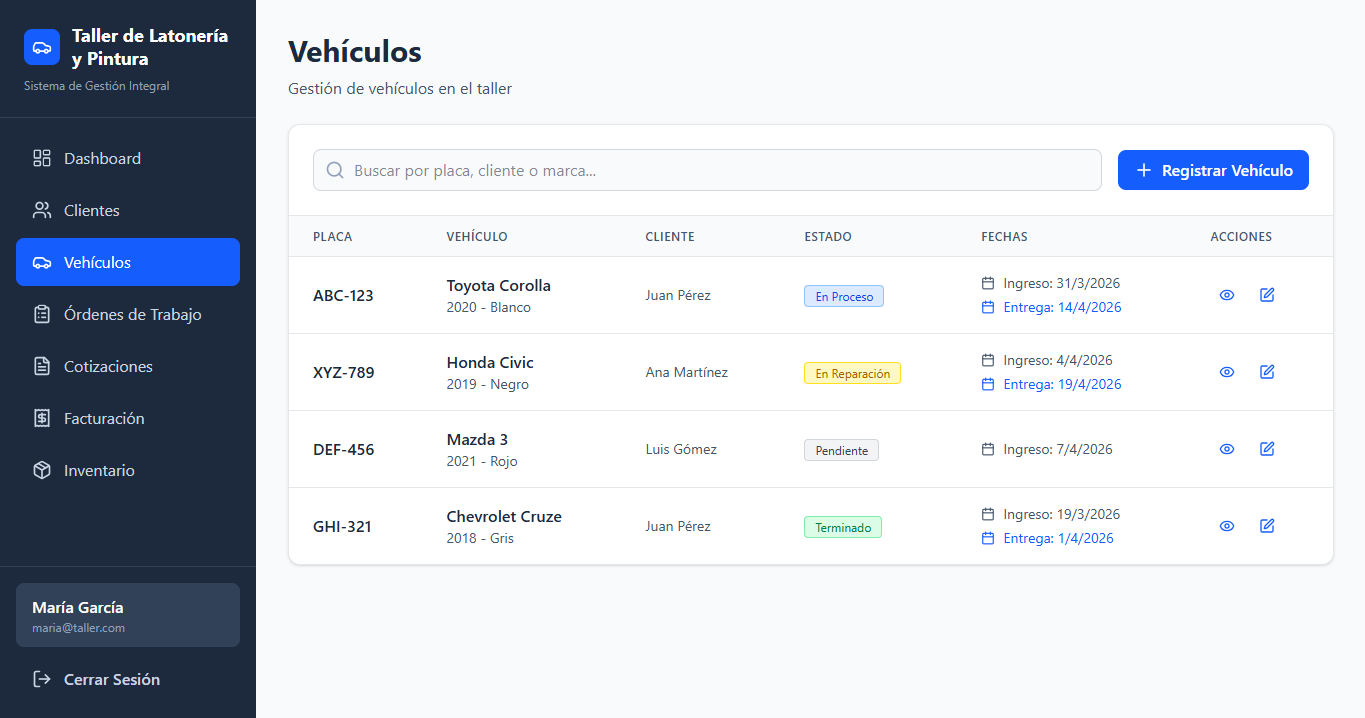 Taller de Latonería
y Pintura
Sistema de Gestión Integral
Dashboard
Clientes
Vehículos
Órdenes de Trabajo
Cotizaciones
Facturación
Inventario
María García
maria@taller.com
Cerrar Sesión
Vehículos
Gestión de vehículos en el taller
Buscar por placa, cliente o marca...
Registrar Vehículo
PLACA VEHÍCULO CLIENTE ESTADO FECHAS ACCIONES
ABC-123
Toyota Corolla
2020 - Blanco
Juan Pérez
En Proceso
Ingreso: 31/3/2026
Entrega: 14/4/2026
XYZ-789
Honda Civic
2019 - Negro
Ana Martínez
En Reparación
Ingreso: 4/4/2026
Entrega: 19/4/2026
DEF-456
Mazda 3
2021 - Rojo
Luis Gómez
Pendiente
Ingreso: 7/4/2026
GHI-321
Chevrolet Cruze
2018 - Gris
Juan Pérez
Terminado
Ingreso: 19/3/2026
Entrega: 1/4/2026